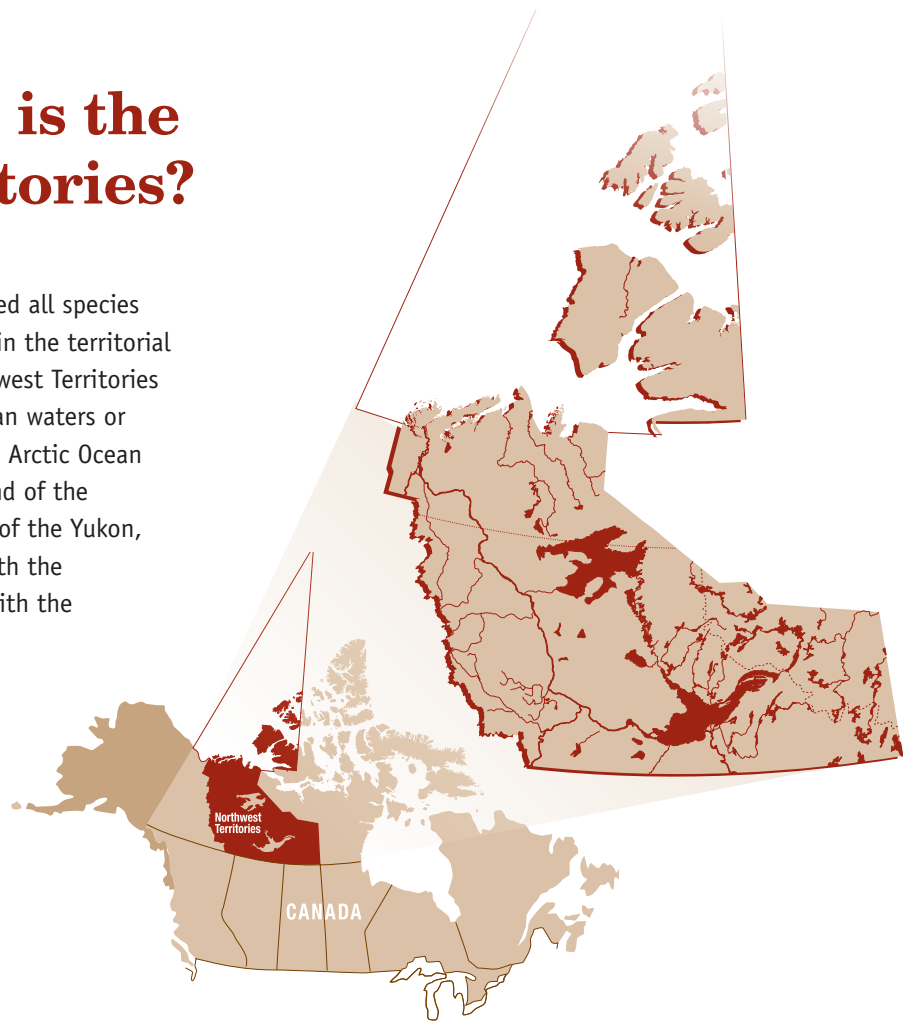 is the
tories?
ed all species
in the territorial
west Territories
an waters or
Arctic Ocean
nd of the
of the Yukon,
th the
ith the
Northwest
Territories
CANADA